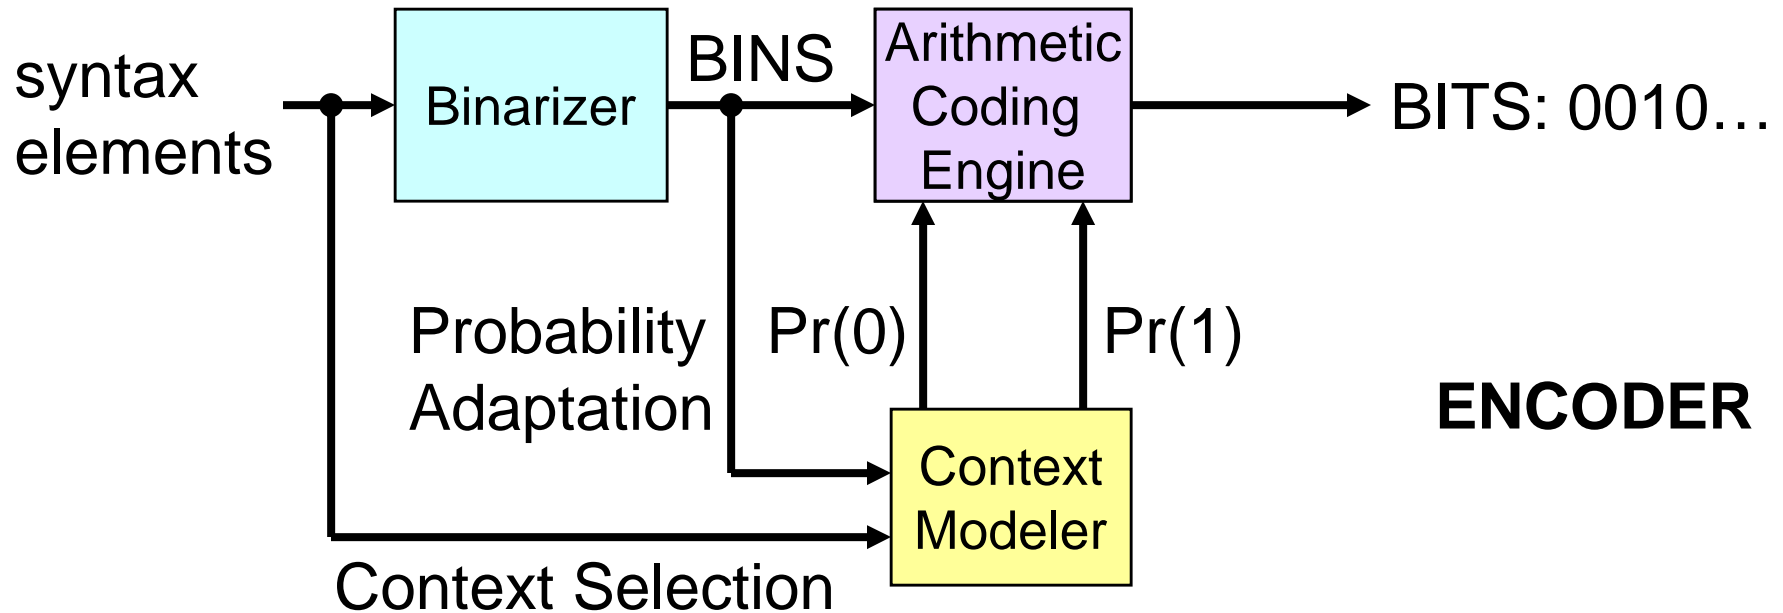 syntax
elements
Binarizer
BINS
Arithmetic
Coding
Engine
BITS: 0010…
Probability
Adaptation
Pr(0)
Pr(1)
ENCODER
Context
Modeler
Context Selection